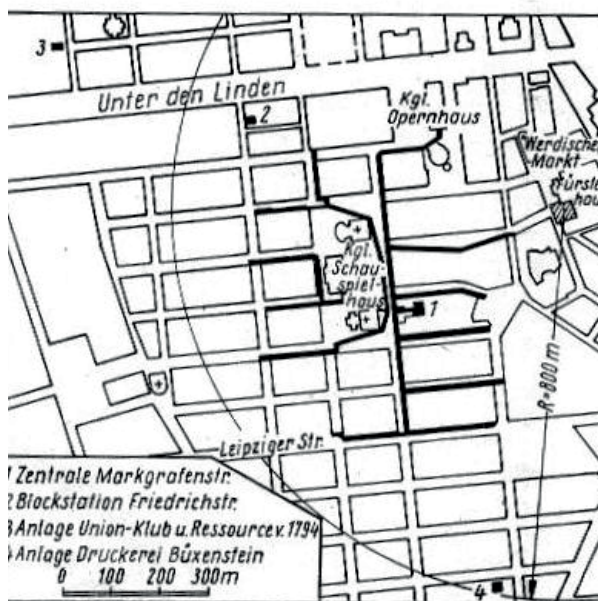 3
Unter den Linden
2
Kgl.
Opernhaus
Werdischer
Markt
Fürsten
haus
Kgl.
Schau-
spiel-
haus
1
R=800m
Leipziger Str.
1 Zentrale Markgrafenstr.
2 Blockstation Friedrichstr.
3 Anlage Union-Klub u. Ressource v. 1794
4 Anlage Druckerei Büxenstein
0 100 200 300m
4